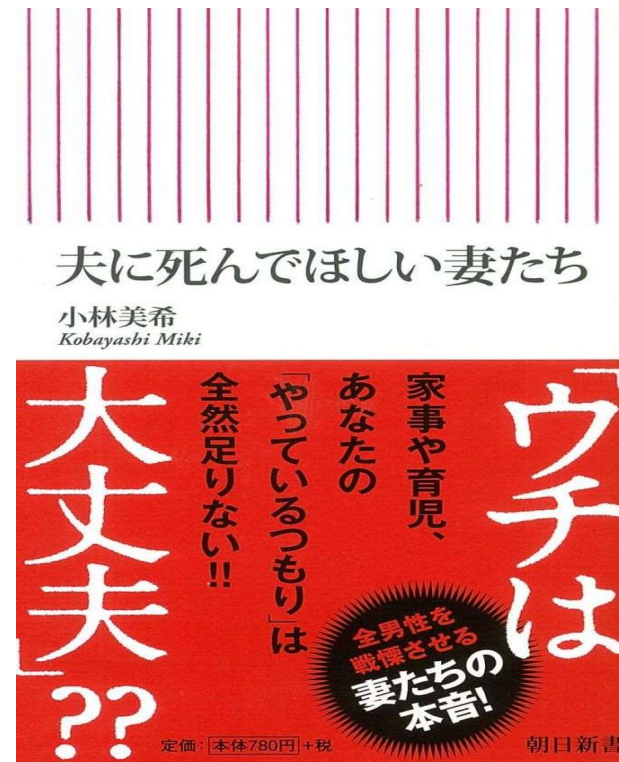 夫に死んでほしい妻たち
小林美希
Kobayashi Miki
「ウチは
大丈夫」??
家事や育児、
あなたの
「やっているつもり」は
全然足りない!!
全男性を
戦慄させる
妻たちの
本音!
定価:本体780円+税
朝日新書